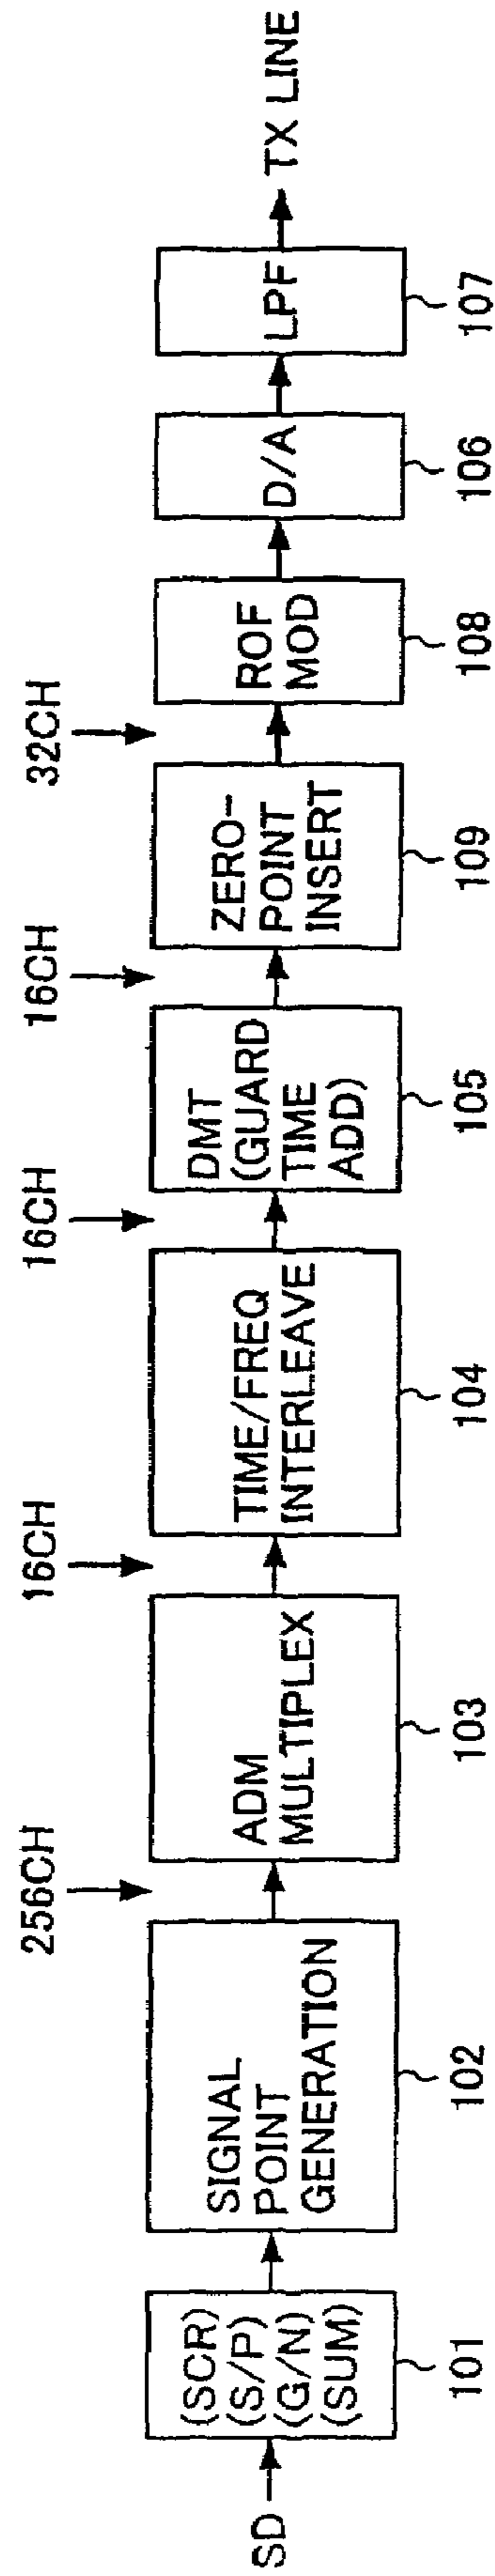 SD
(SCR)
(S/P)
(G/N)
(SUM)
101
SIGNAL
POINT
GENERATION
102
256CH
ADM
MULTIPLEX
103
16CH
TIME/FREQ
INTERLEAVE
104
16CH
DMT
(GUARD
TIME
ADD)
105
16CH
ZERO-
POINT
INSERT
109
32CH
ROF
MOD
108
D/A
106
LPF
107
TX LINE